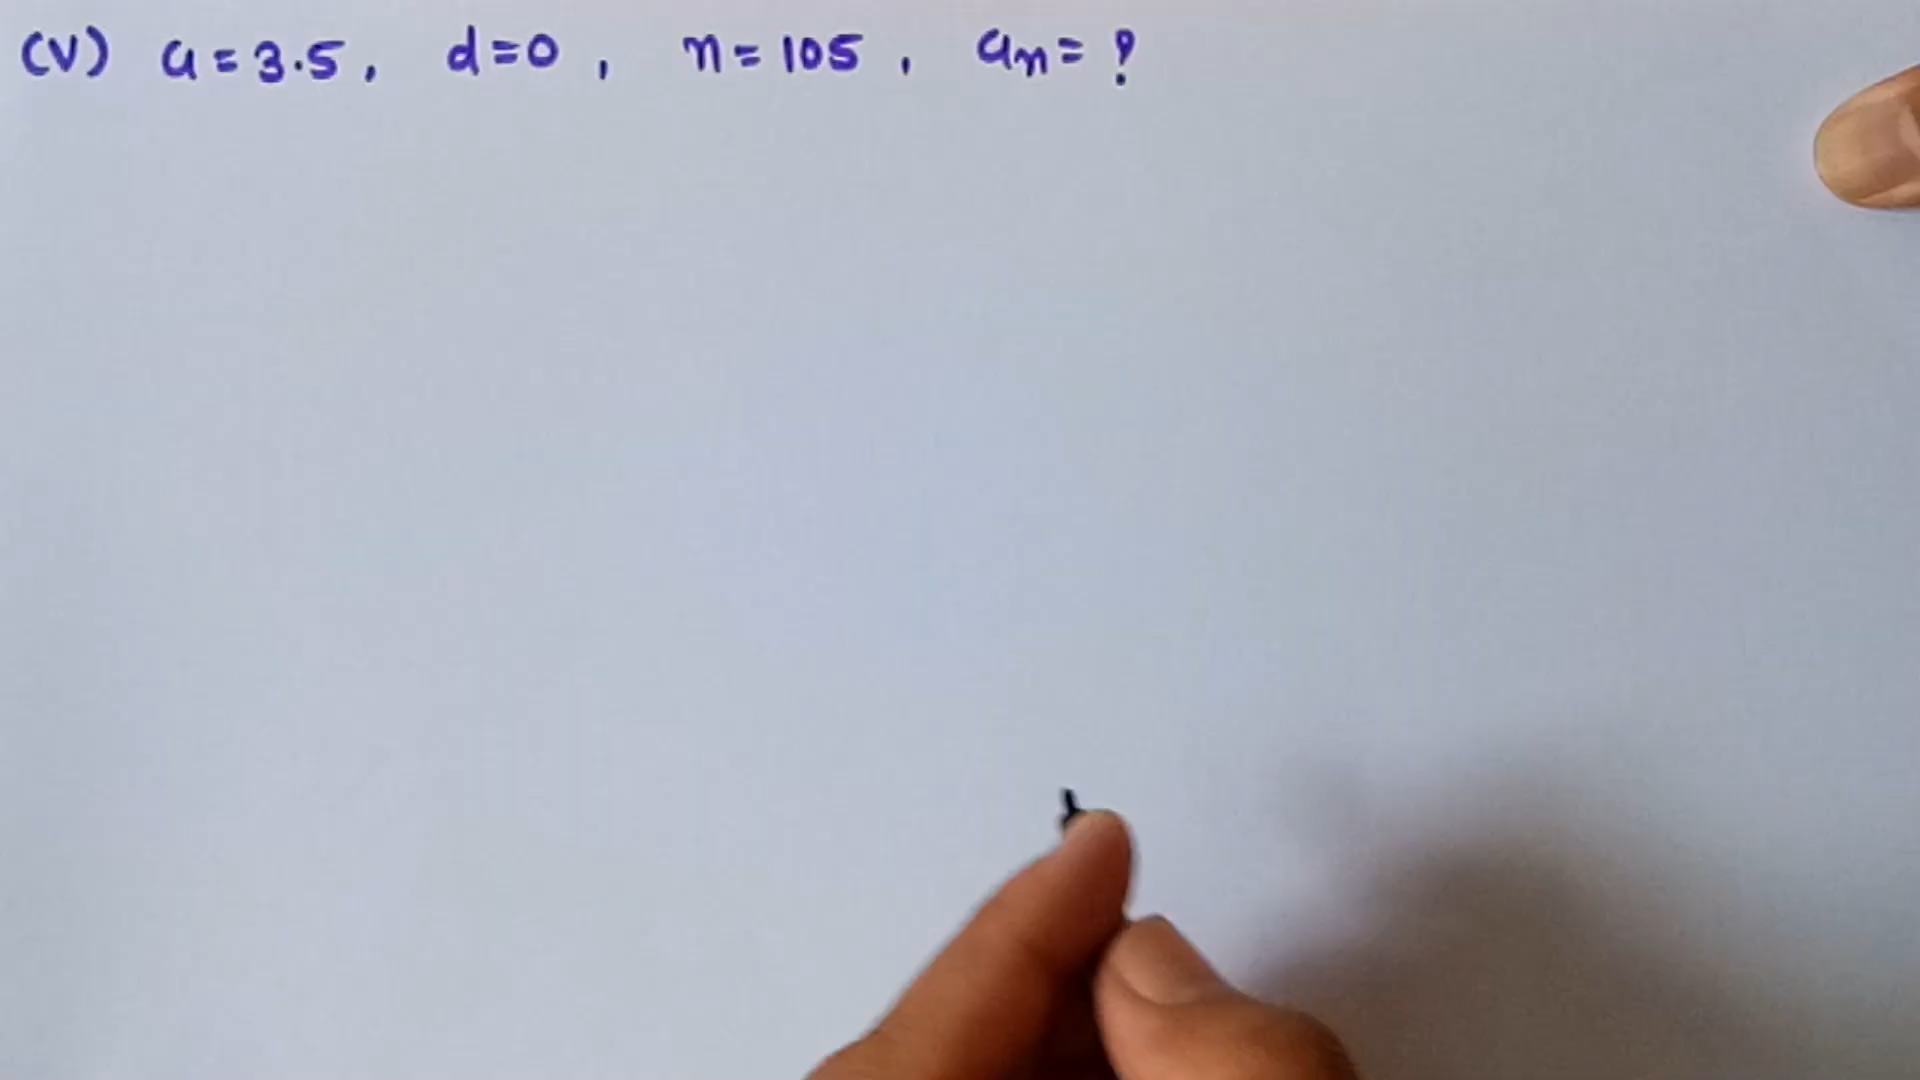 (V) a = 3.5, d = 0, n = 105, an = ?